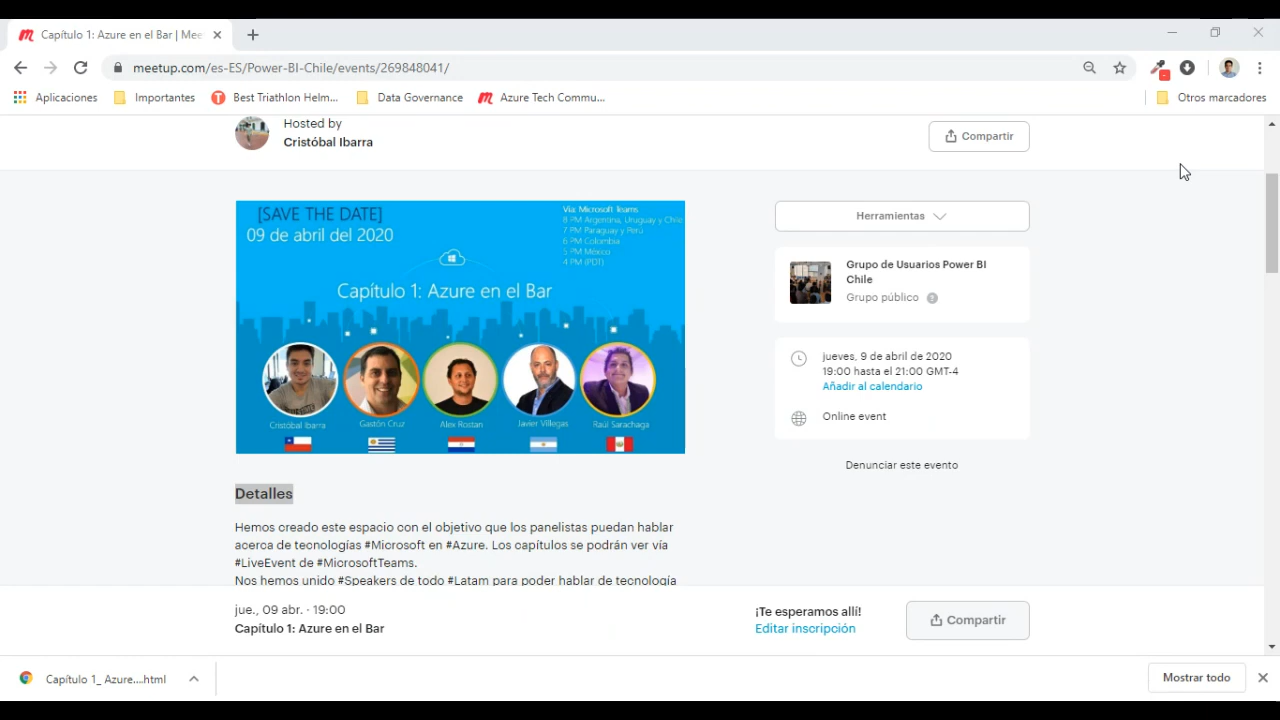 Capítulo 1: Azure en el Bar | Mee
meetup.com/es-ES/Power-BI-Chile/events/269848041/
Aplicaciones
Importantes
Best Triathlon Helm...
Data Governance
Azure Tech Commu...
Otros marcadores
Hosted by
Cristóbal Ibarra
Compartir
[SAVE THE DATE]
09 de abril del 2020
Via: Microsoft Teams
8 PM Argentina, Uruguay y Chile
7 PM Paraguay y Perú
6 PM Colombia
5 PM México
4 PM (PDT)
Capítulo 1: Azure en el Bar
Cristóbal Ibarra
Gastón Cruz
Alex Rostan
Javier Villegas
Raúl Sarachaga
Herramientas
Grupo de Usuarios Power BI
Chile
Grupo público
jueves, 9 de abril de 2020
19:00 hasta el 21:00 GMT-4
Añadir al calendario
Online event
Denunciar este evento
Detalles
Hemos creado este espacio con el objetivo que los panelistas puedan hablar
acerca de tecnologías #Microsoft en #Azure. Los capítulos se podrán ver vía
#LiveEvent de #MicrosoftTeams.
Nos hemos unido #Speakers de todo #Latam para poder hablar de tecnología
jue., 09 abr. · 19:00
Capítulo 1: Azure en el Bar
¡Te esperamos allí!
Editar inscripción
Compartir
Capítulo 1_ Azure....html
Mostrar todo